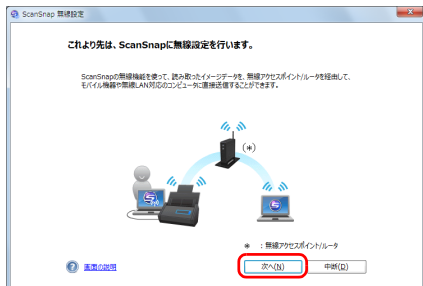 ScanSnap 無線設定
これより先は、ScanSnapに無線設定を行います。
ScanSnapの無線機能を使って、読み取ったイメージデータを、無線アクセスポイント/ルータを経由して、
モバイル機器や無線LAN対応のコンピュータに直接送信することができます。
(*)
* ：無線アクセスポイント/ルータ
画面の説明
次へ(N)
中断(D)